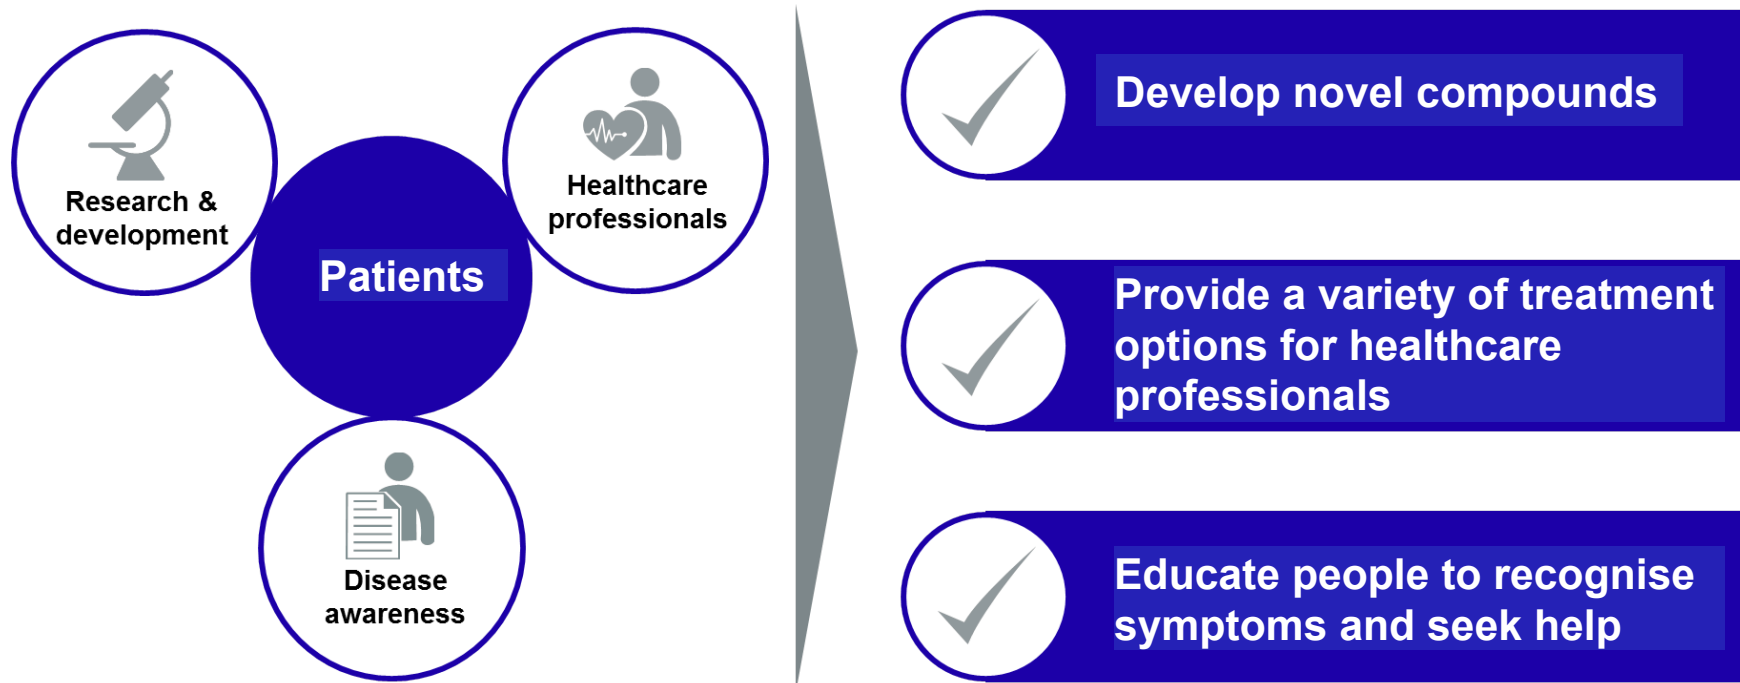 Research &
development
Healthcare
professionals
Patients
Disease
awareness
Develop novel compounds
Provide a variety of treatment
options for healthcare
professionals
Educate people to recognise
symptoms and seek help